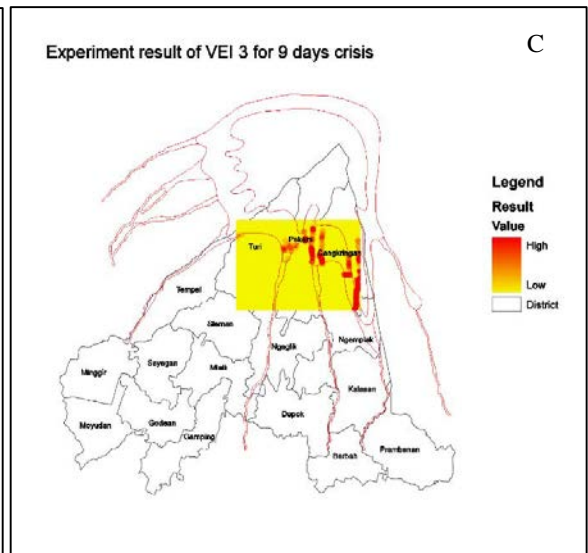 Experiment result of VEI 3 for 9 days crisis
C
Legend
Result
Value
High
Low
District
Turi
Pakem
Cangkringan
Tempel
Sleman
Ngaglik
Ngemplak
Minggir
Seyegan
Mlati
Kalasan
Moyudan
Godean
Gamping
Depok
Berbah
Prambanan